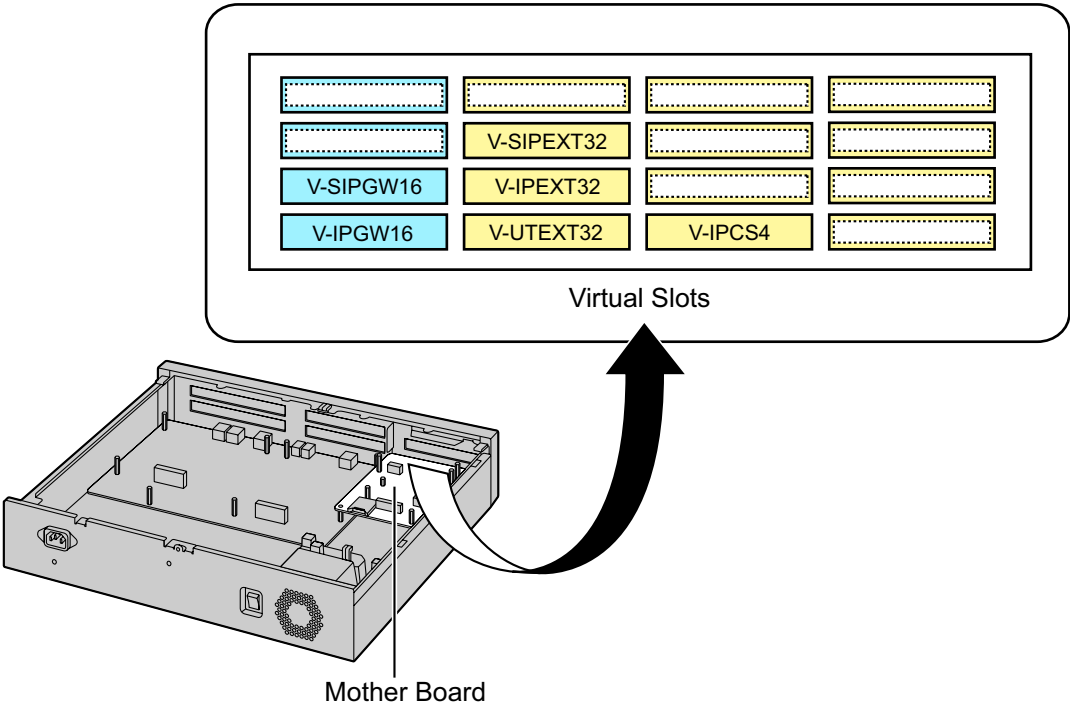 V-SIPEXT32
V-SIPGW16 V-IPEXT32
V-IPGW16 V-UTEXT32 V-IPCS4
Virtual Slots
Mother Board